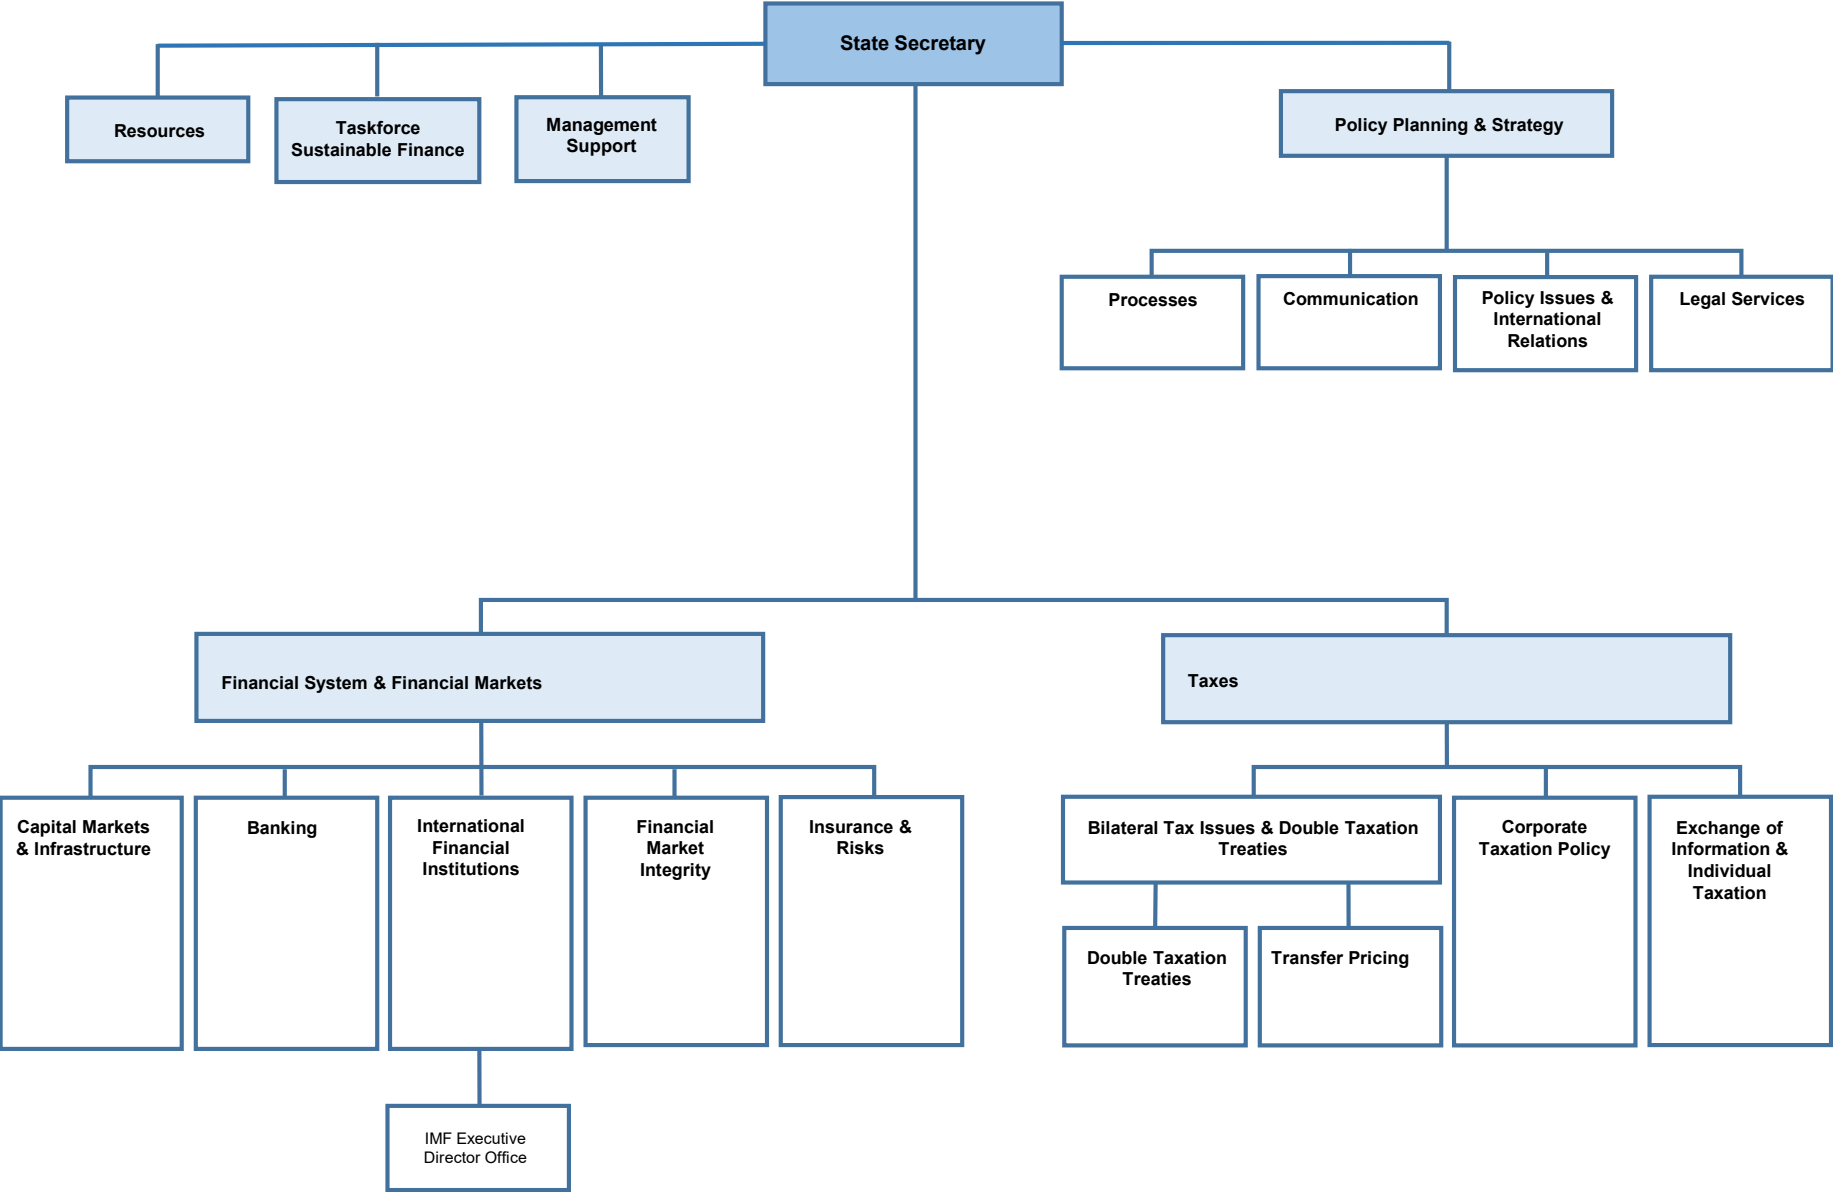 State Secretary
Resources
Taskforce
Sustainable Finance
Management
Support
Policy Planning & Strategy
Processes
Communication
Policy Issues &
International
Relations
Legal Services
Financial System & Financial Markets
Taxes
Capital Markets
& Infrastructure
Banking
International
Financial
Institutions
Financial
Market
Integrity
Insurance &
Risks
Bilateral Tax Issues & Double Taxation
Treaties
Corporate
Taxation Policy
Exchange of
Information &
Individual
Taxation
Double Taxation
Treaties
Transfer Pricing
IMF Executive
Director Office